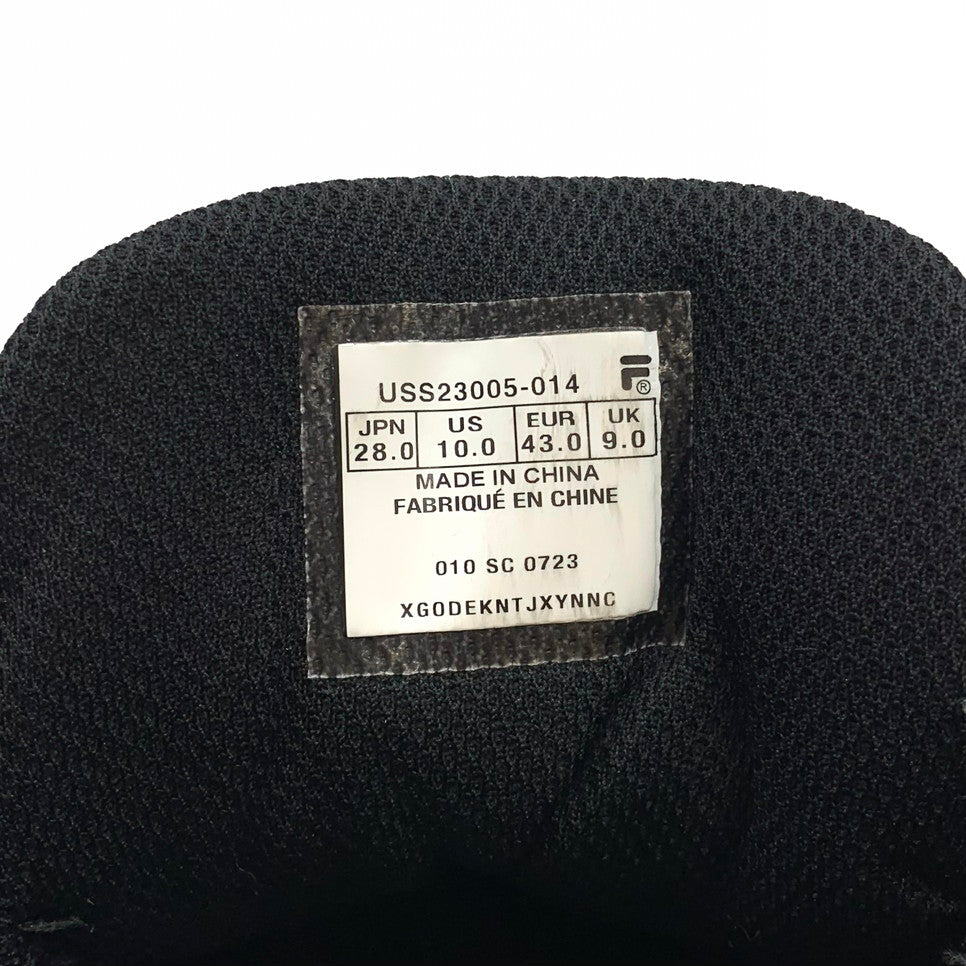 USS23005-014 F®
JPN US EUR UK
28.0 10.0 43.0 9.0
MADE IN CHINA
FABRIQUÉ EN CHINE
010 SC 0723
XGODEKNTJXYNNC